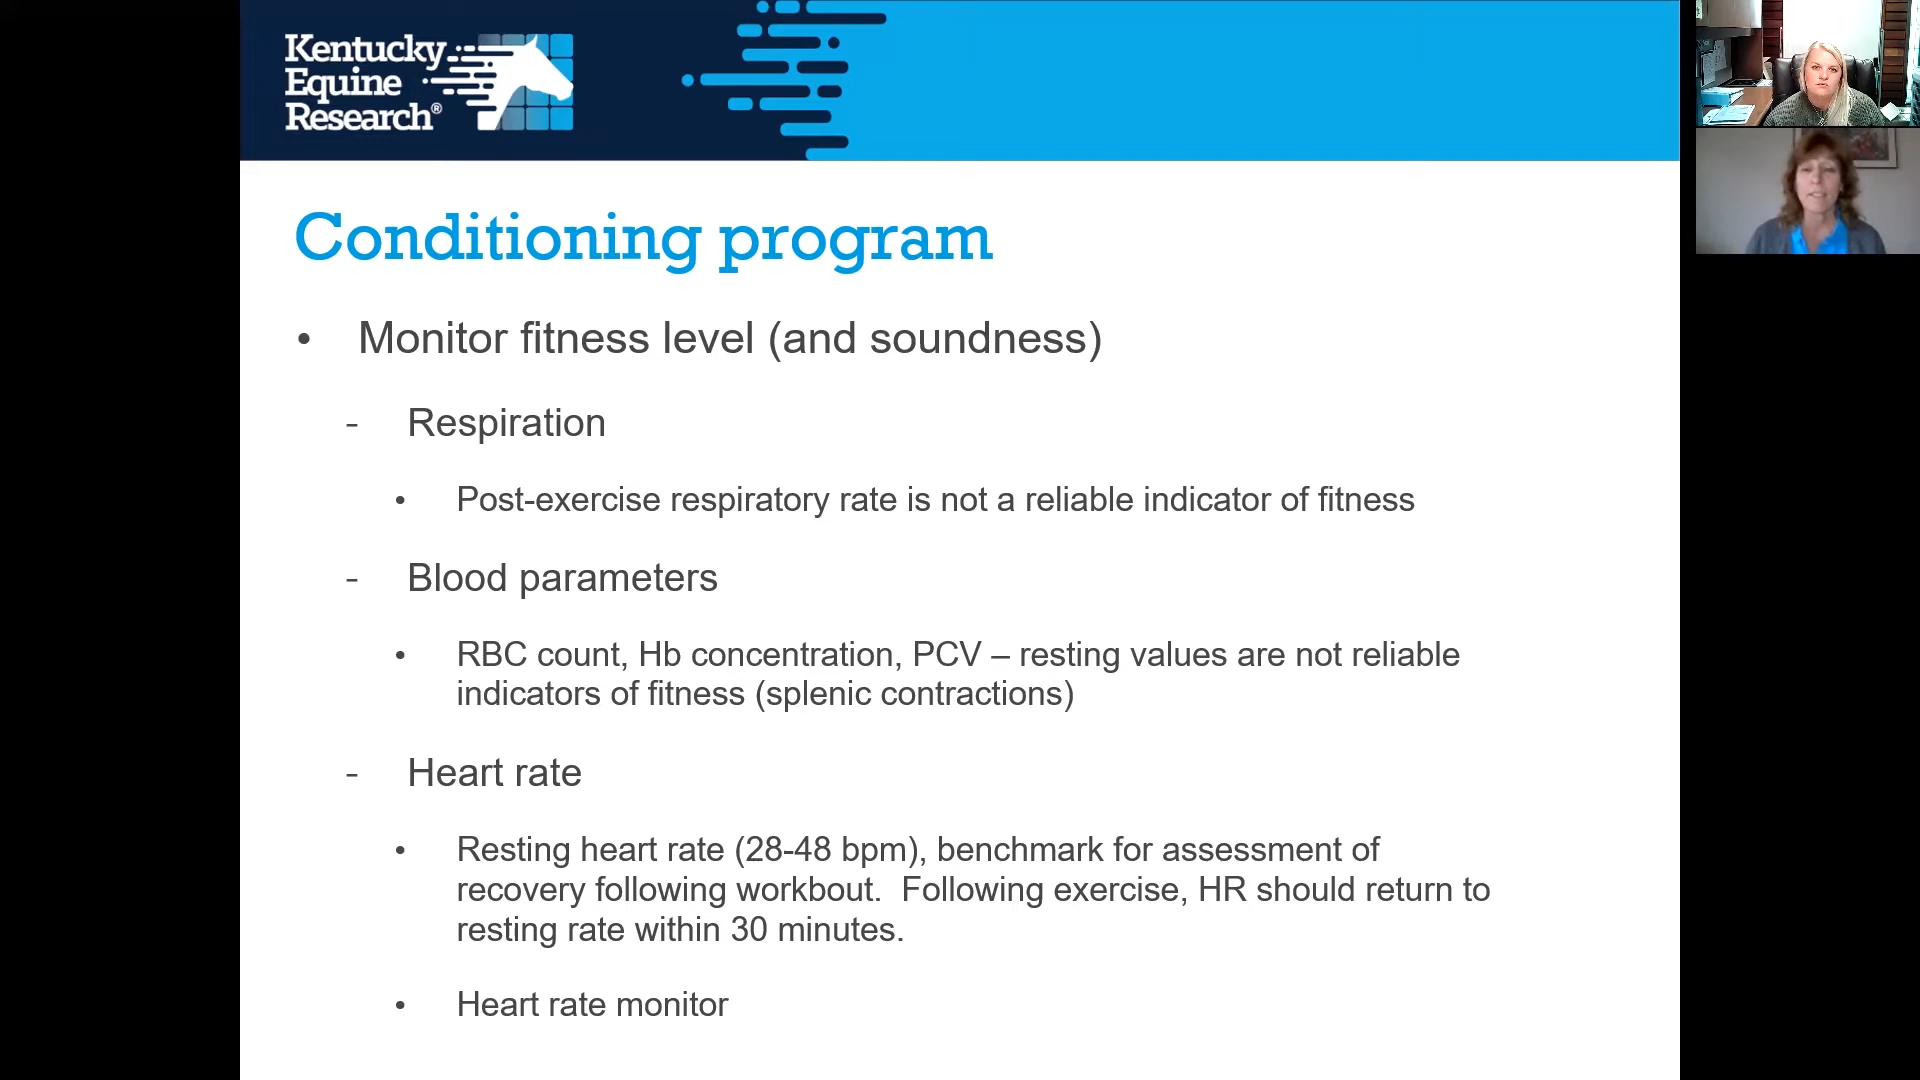 Kentucky
Equine
Research®
Conditioning program
• Monitor fitness level (and soundness)
- Respiration
• Post-exercise respiratory rate is not a reliable indicator of fitness
- Blood parameters
• RBC count, Hb concentration, PCV – resting values are not reliable
indicators of fitness (splenic contractions)
- Heart rate
• Resting heart rate (28-48 bpm), benchmark for assessment of
recovery following workbout.  Following exercise, HR should return to
resting rate within 30 minutes.
• Heart rate monitor